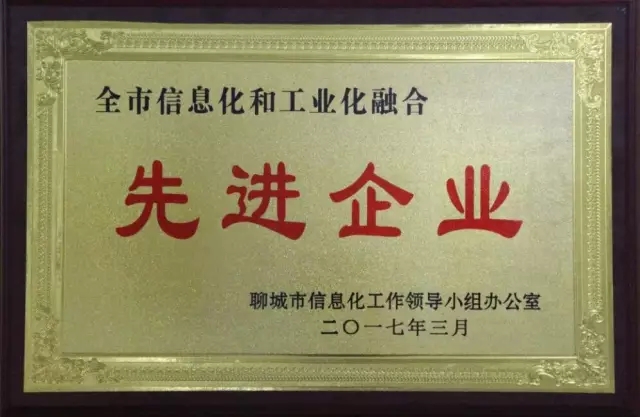 全市信息化和工业化融合
先进企业
聊城市信息化工作领导小组办公室
二〇一七年三月